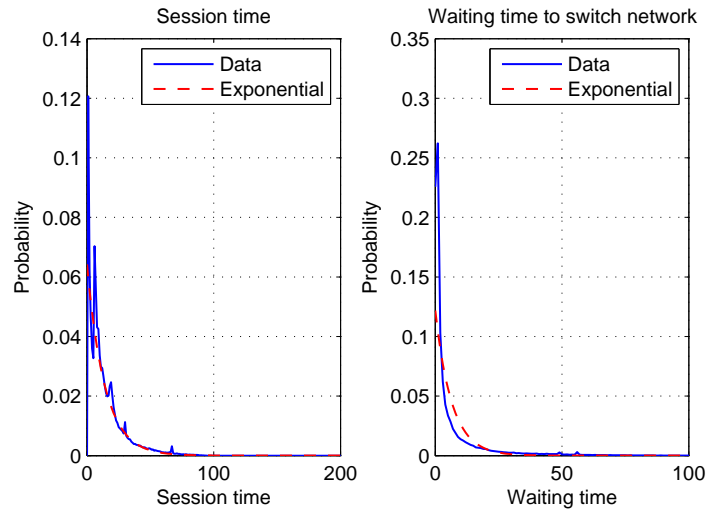 Session time
0.14
0.12
0.1
0.08
0.06
0.04
0.02
0
Probability
Data
Exponential
0
100
200
Session time
Waiting time to switch network
0.35
0.3
0.25
0.2
0.15
0.1
0.05
0
Probability
Data
Exponential
0
50
100
Waiting time